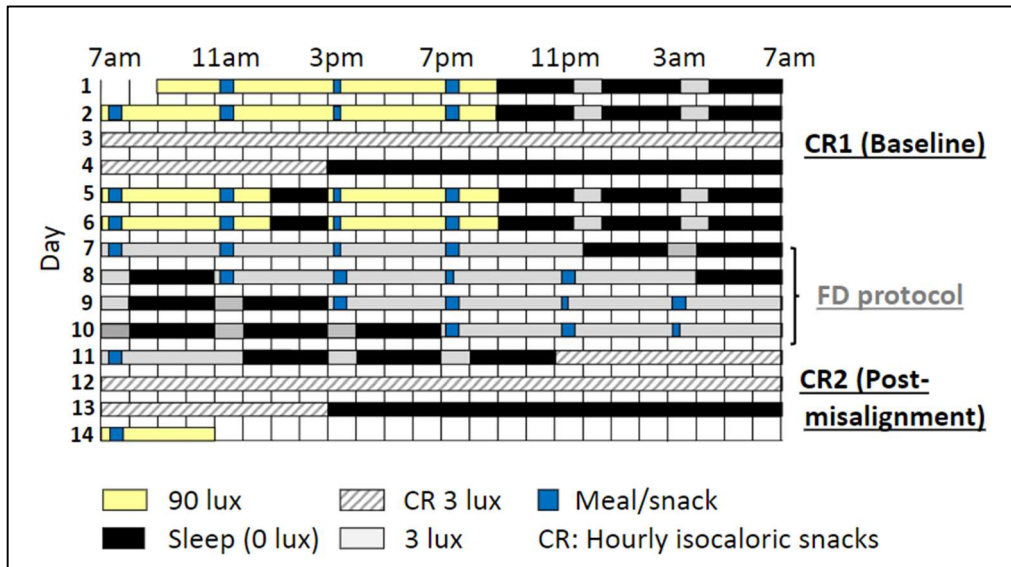 7am 11am 3pm 7pm 11pm 3am 7am
Day
1
2
3
CR1 (Baseline)
4
5
6
7
8
FD protocol
9
10
11
12
CR2 (Post-
misalignment)
13
14
90 lux
CR 3 lux
Meal/snack
Sleep (0 lux)
3 lux
CR: Hourly isocaloric snacks